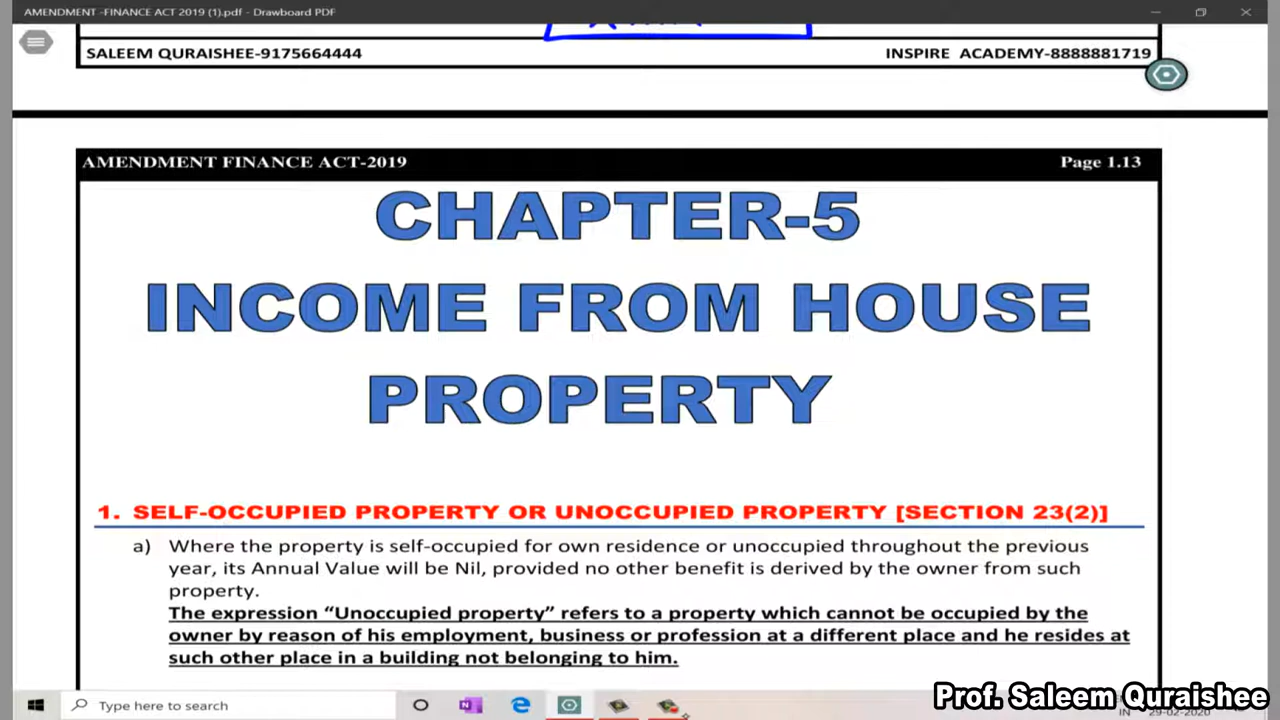 AMENDMENT -FINANCE ACT 2019 (1).pdf - Drawboard PDF
SALEEM QURAISHEE-9175664444
INSPIRE ACADEMY-8888881719
AMENDMENT FINANCE ACT-2019
Page 1.13
CHAPTER-5
INCOME FROM HOUSE
PROPERTY
1. SELF-OCCUPIED PROPERTY OR UNOCCUPIED PROPERTY [SECTION 23(2)]
a) Where the property is self-occupied for own residence or unoccupied throughout the previous
year, its Annual Value will be Nil, provided no other benefit is derived by the owner from such
property.
The expression “Unoccupied property” refers to a property which cannot be occupied by the
owner by reason of his employment, business or profession at a different place and he resides at
such other place in a building not belonging to him.
Type here to search
Prof. Saleem Quraishee
IN 29-02-2020